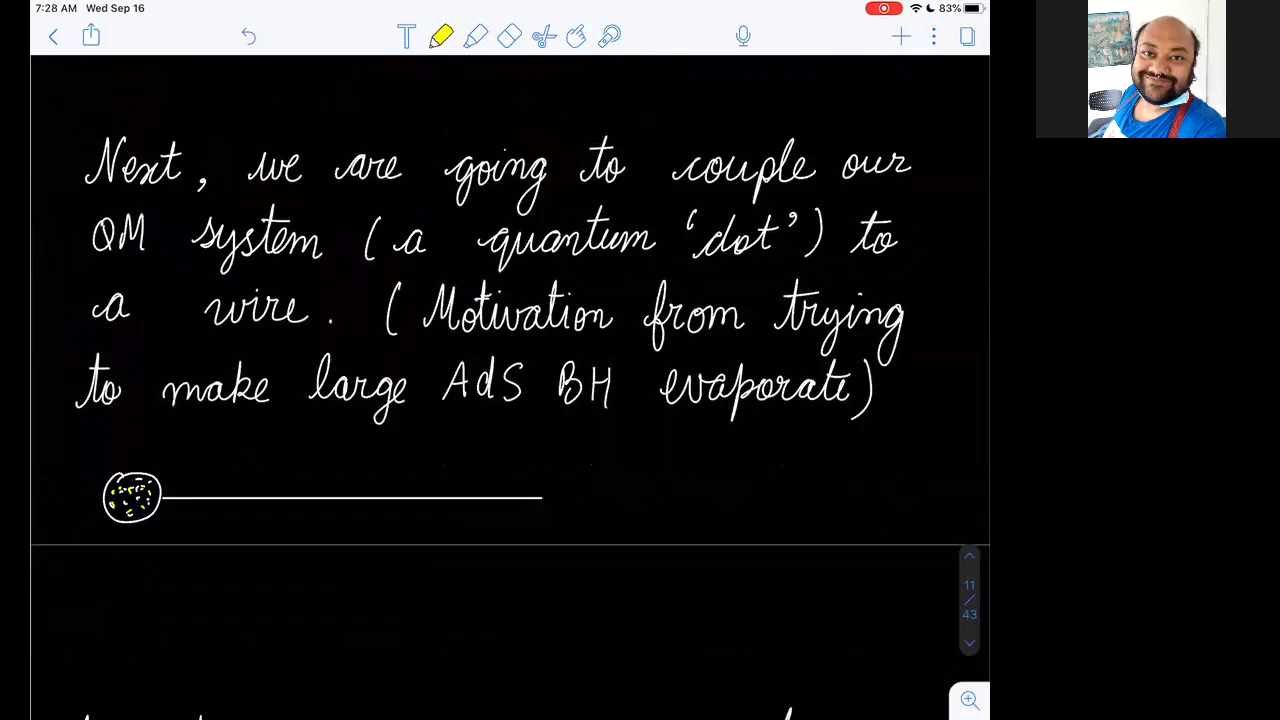 7:28 AM Wed Sep 16
83%
T
Next, we are going to couple our
QM system (a quantum 'dot') to
a wire. (Motivation from trying
to make large AdS BH evaporate)
11
/
43